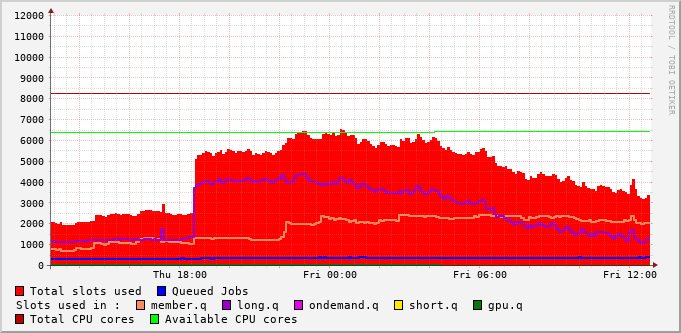 12000
11000
10000
9000
8000
7000
6000
5000
4000
3000
2000
1000
0
Thu 18:00 Fri 00:00 Fri 06:00 Fri 12:00
Total slots used Queued Jobs
Slots used in : member.q long.q ondemand.q short.q gpu.q
Total CPU cores Available CPU cores
RRDTOOL / TOBI OETIKER